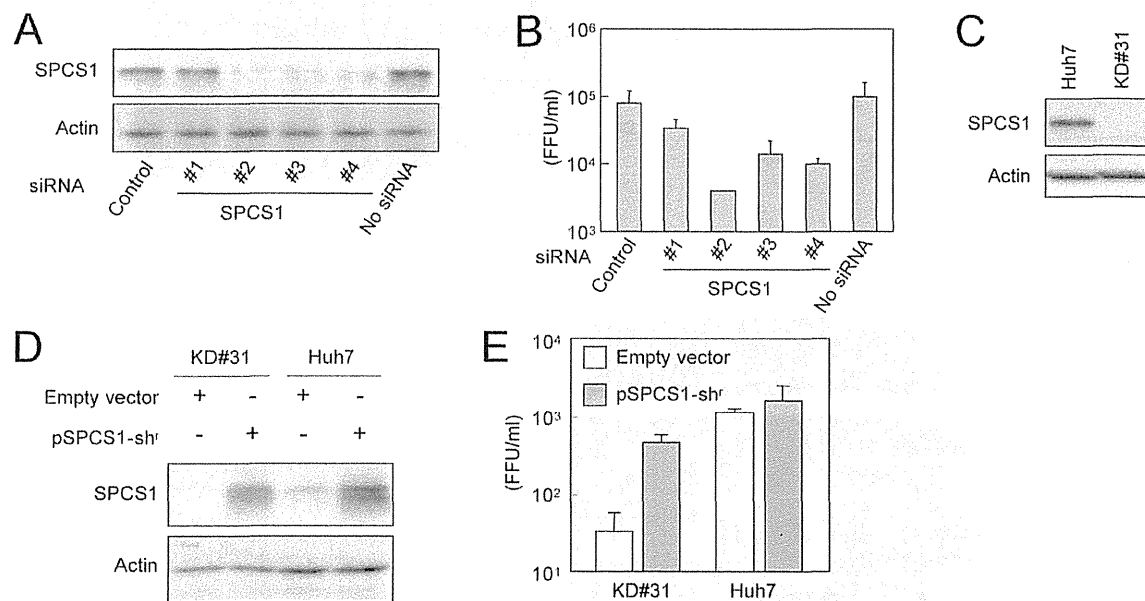 A
SPCS1
Actin
siRNA
Control
#1
#2
#3
#4
No siRNA
SPCS1
B
(FFU/ml)
10⁶
10⁵
10⁴
10³
siRNA
Control
#1
#2
#3
#4
No siRNA
SPCS1
C
Huh7
KD#31
SPCS1
Actin
D
KD#31 Huh7
Empty vector + - + -
pSPCS1-shʳ - + - +
SPCS1
Actin
E
(FFU/ml)
10⁴
10³
10²
10¹
Empty vector
pSPCS1-shʳ
KD#31 Huh7